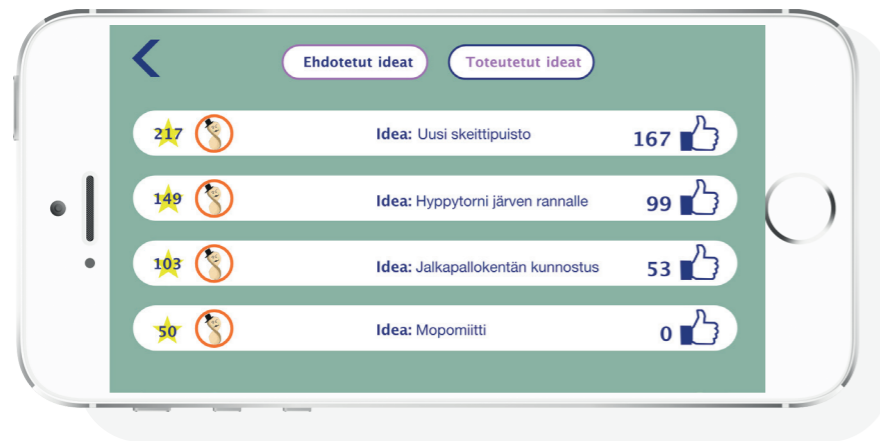 Ehdotetut ideat Toteutetut ideat
217 Idea: Uusi skeittipuisto 167
149 Idea: Hyppytorni järven rannalle 99
103 Idea: Jalkapallokentän kunnostus 53
50 Idea: Mopomiitti 0